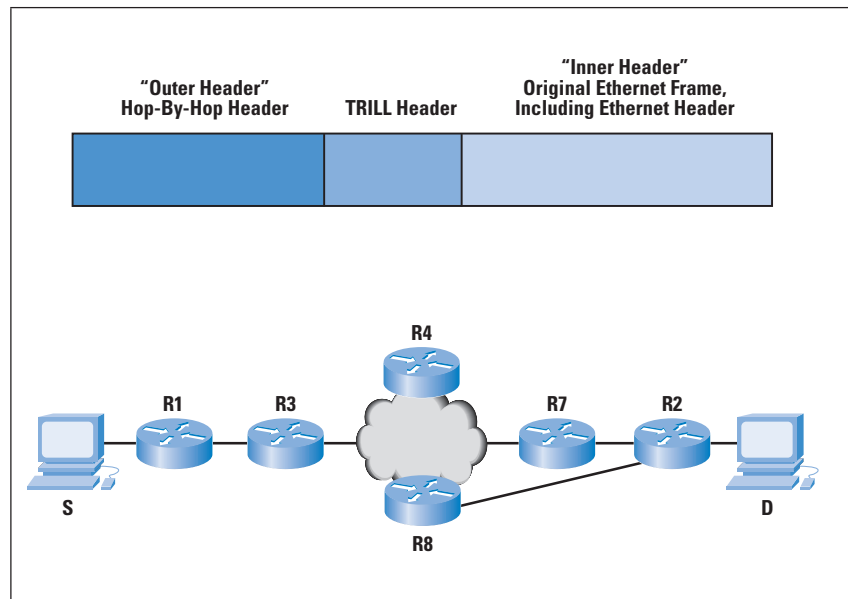 “Outer Header”
Hop-By-Hop Header
TRILL Header
“Inner Header”
Original Ethernet Frame,
Including Ethernet Header
R4
R1
R3
R7
R2
S
R8
D